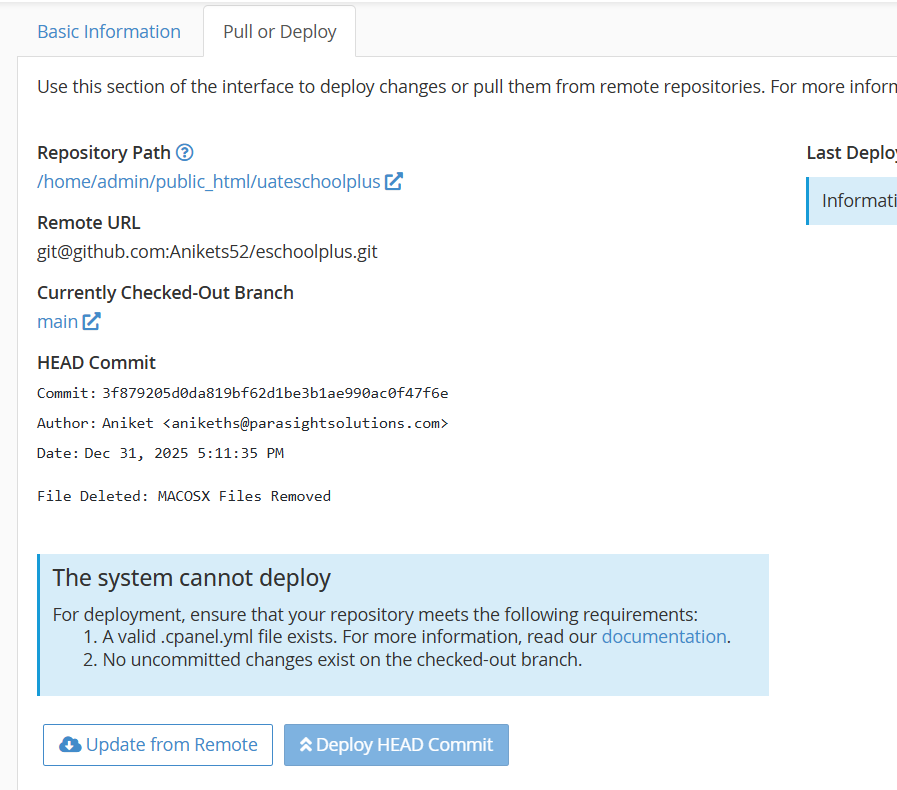 Basic Information
Pull or Deploy
Use this section of the interface to deploy changes or pull them from remote repositories. For more
Repository Path
/home/admin/public_html/uateschoolplus
Last
Remote URL
git@github.com:Anikets52/eschoolplus.git
Currently Checked-Out Branch
main
HEAD Commit
Commit: 3f879205d0da819bf62d1be3b1ae990ac0f47f6e
Author: Aniket <anikeths@parasightsolutions.com>
Date: Dec 31, 2025 5:11:35 PM
File Deleted: MACOSX Files Removed
The system cannot deploy
For deployment, ensure that your repository meets the following requirements:
1. A valid .cpanel.yml file exists. For more information, read our documentation.
2. No uncommitted changes exist on the checked-out branch.
Update from Remote
Deploy HEAD Commit